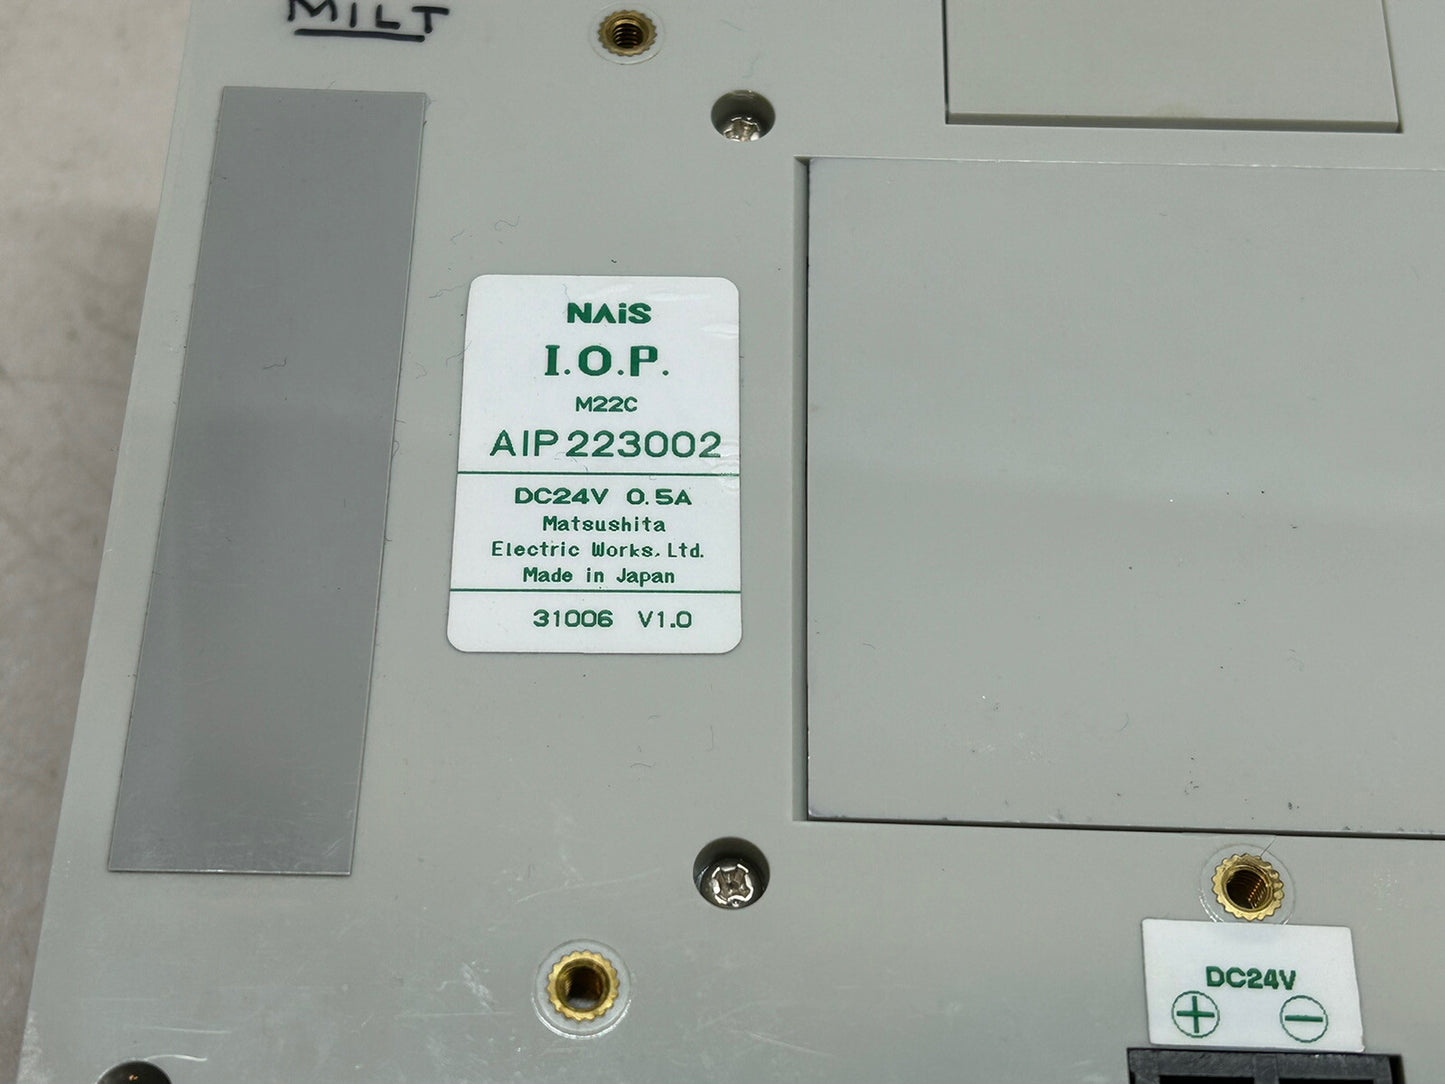 MILT
NAiS
I.O.P.
M22C
AIP223002
DC24V 0.5A
Matsushita
Electric Works, Ltd.
Made in Japan
31006 V1.0
DC24V
+ −